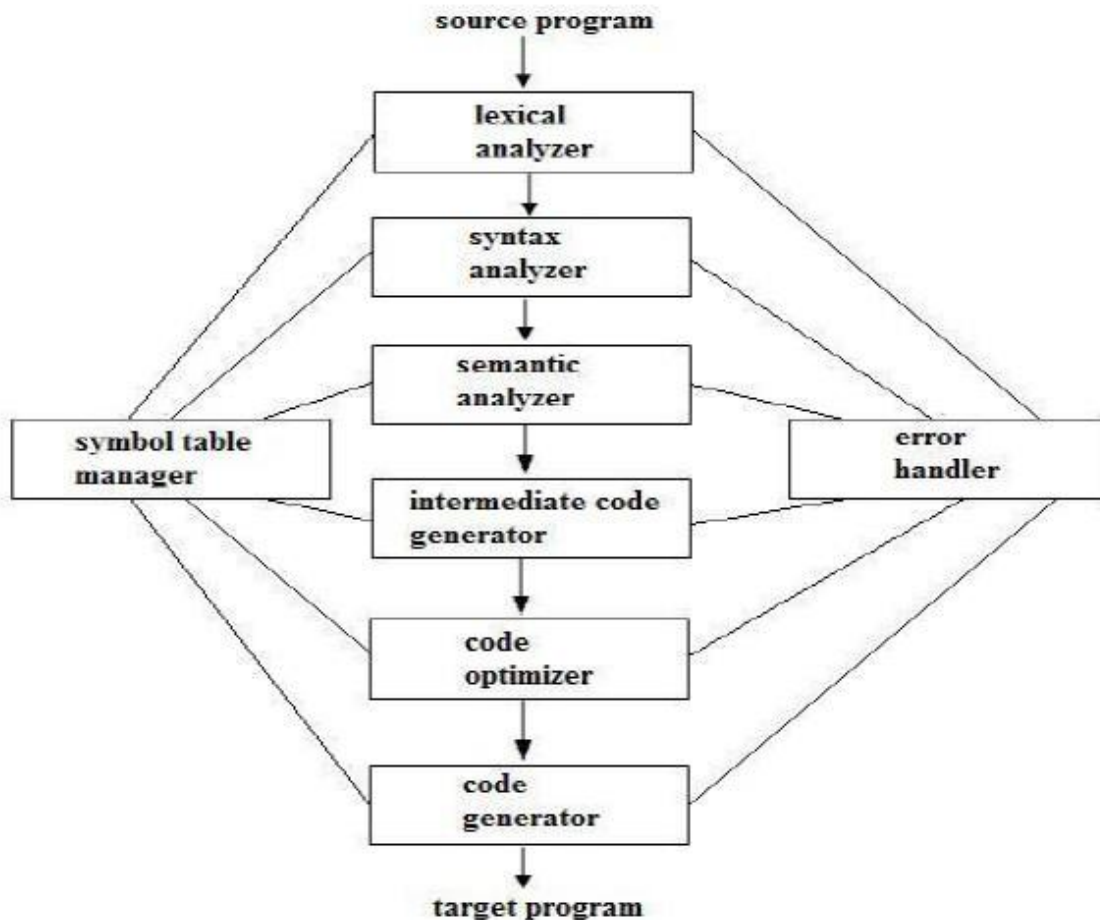 source program
lexical
analyzer
syntax
analyzer
semantic
analyzer
symbol table
manager
error
handler
intermediate code
generator
code
optimizer
code
generator
target program